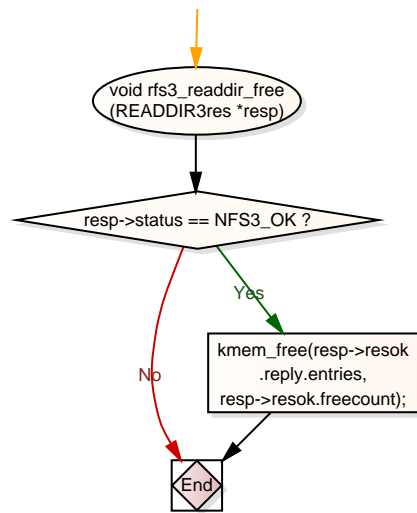 void rfs3_readdir_free
(READDIR3res *resp)
resp->status == NFS3_OK ?
Yes
kmem_free(resp->resok
.reply.entries,
resp->resok.freecount);
No
End